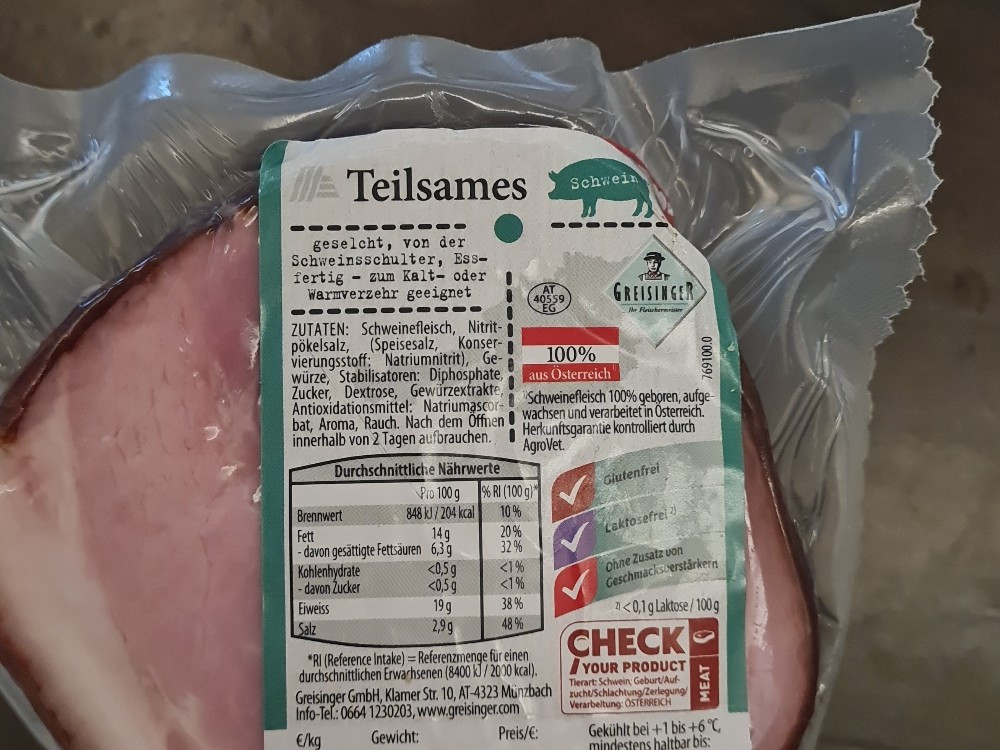 Teilsames
Schwein
geselcht, von der
Schweinsschulter, Ess-
fertig - zum Kalt- oder
Warmverzehr geeignet
AT
40559
EG
GREISINGER
Ihr Fleischermeister
ZUTATEN: Schweinefleisch, Nitrit-
pökelsalz, (Speisesalz, Konser-
vierungsstoff: Natriumnitrit), Ge-
würze, Stabilisatoren: Diphosphate,
Zucker, Dextrose, Gewürzextrakte,
Antioxidationsmittel: Natriumascor-
bat, Aroma, Rauch. Nach dem Öffnen
innerhalb von 2 Tagen aufbrauchen.
100%
aus Österreich¹⁾
769100.0
¹⁾Schweinefleisch 100% geboren, aufge-
wachsen und verarbeitet in Österreich.
Herkunftsgarantie kontrolliert durch
AgroVet.
Durchschnittliche Nährwerte
Pro 100 g % RI (100 g)*
Brennwert 848 kJ / 204 kcal 10 %
Fett 14 g 20 %
- davon gesättigte Fettsäuren 6,3 g 32 %
Kohlenhydrate <0,5 g <1 %
- davon Zucker <0,5 g <1 %
Eiweiss 19 g 38 %
Salz 2,9 g 48 %
Glutenfrei
Laktosefrei ²⁾
Ohne Zusatz von
Geschmacksverstärkern
²⁾ < 0,1 g Laktose / 100 g
*RI (Reference Intake) = Referenzmenge für einen
durchschnittlichen Erwachsenen (8400 kJ / 2000 kcal).
Greisinger GmbH, Klamer Str. 10, AT-4323 Münzbach
Info-Tel.: 0664 1230203, www.greisinger.com
CHECK
YOUR PRODUCT
MEAT
Tierart: Schwein; Geburt/Auf-
zucht/Schlachtung/Zerlegung/
Verarbeitung: ÖSTERREICH
€/kg Gewicht: Preis/€:
Gekühlt bei +1 bis +6 °C,
mindestens haltbar bis: